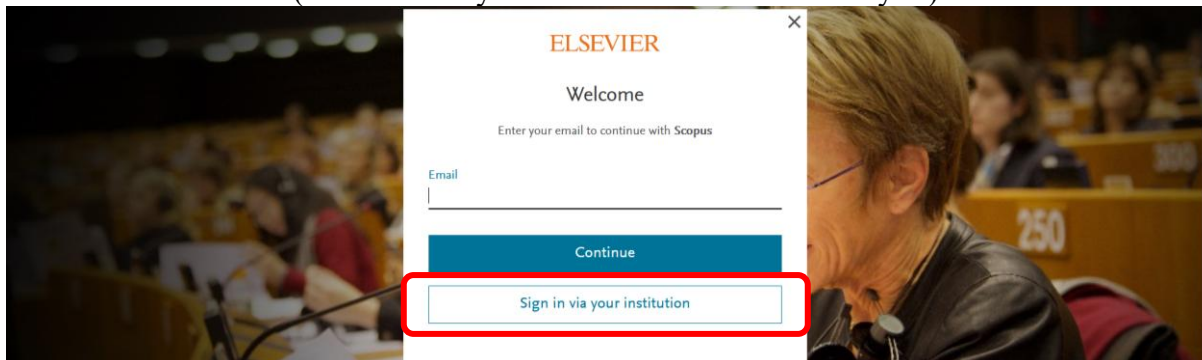 ×
ELSEVIER
Welcome
Enter your email to continue with Scopus
Email
Continue
Sign in via your institution
250